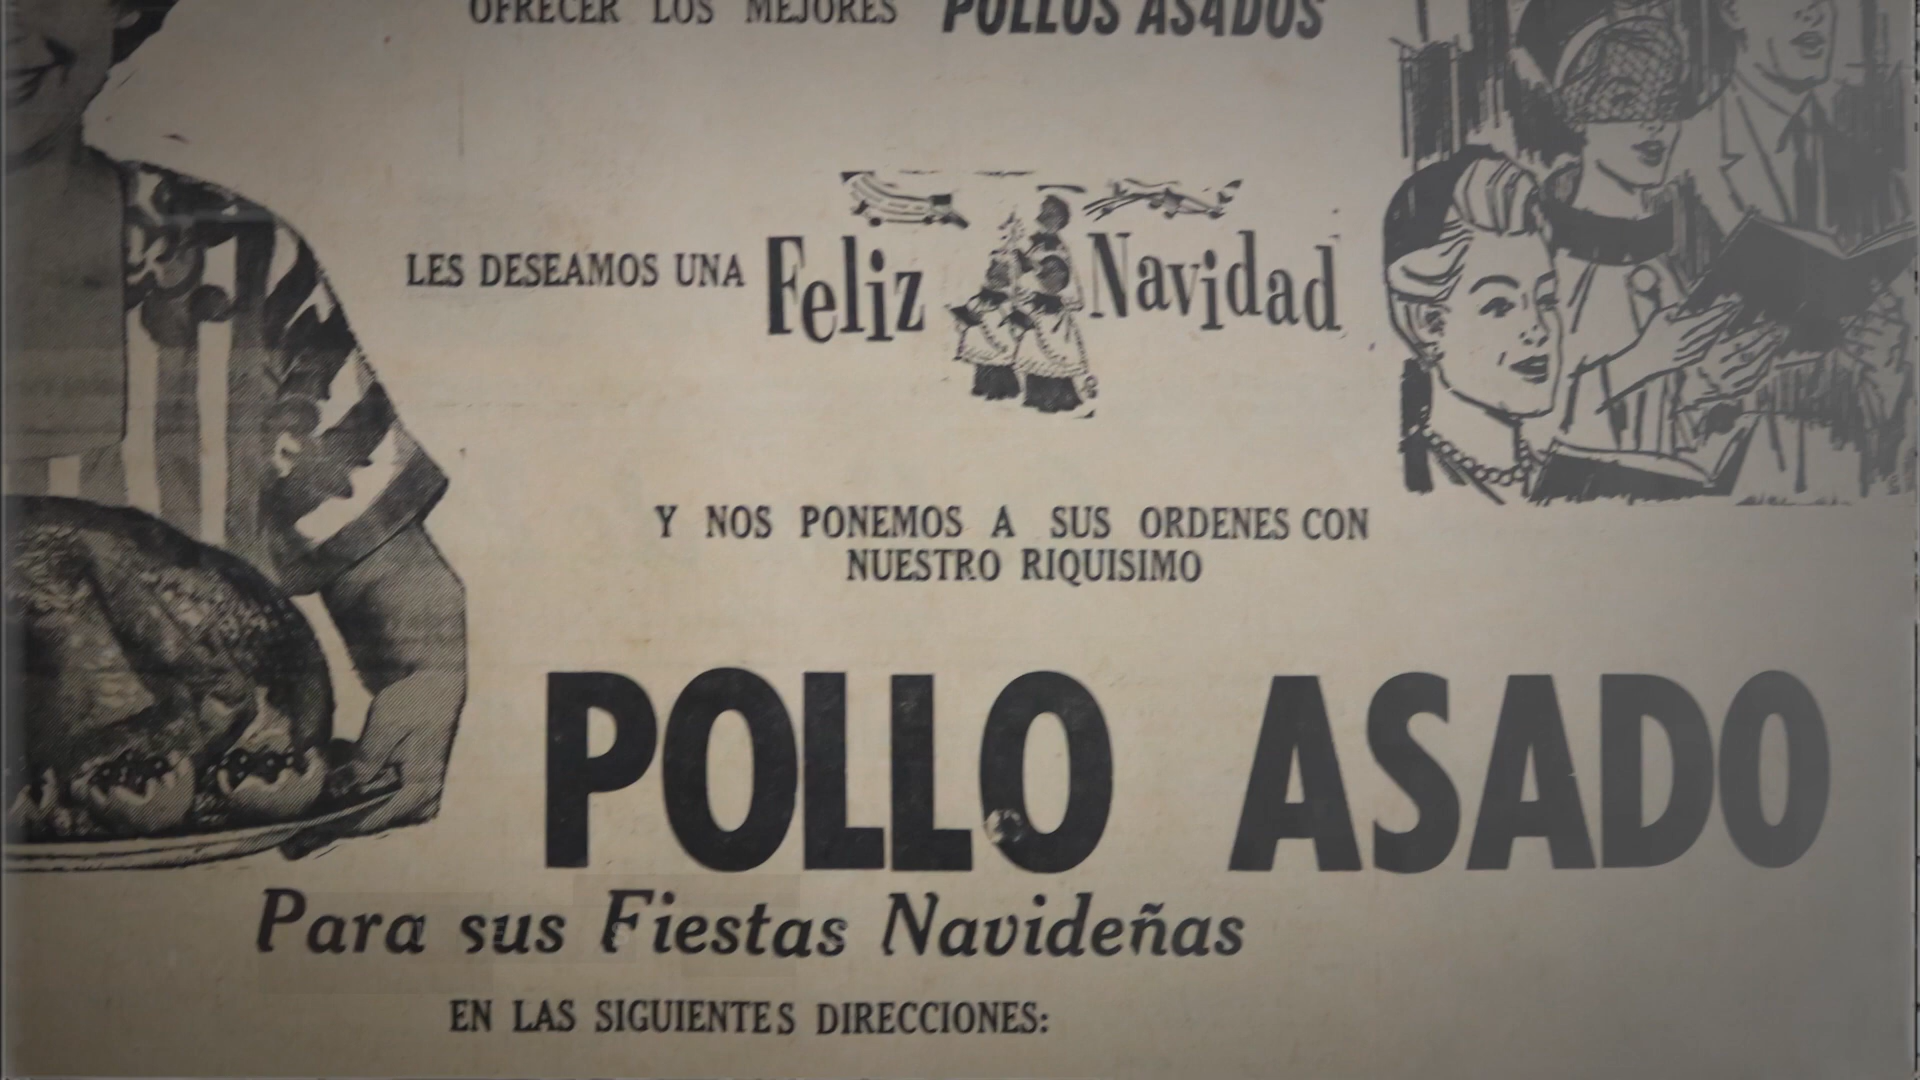 OFRECER LOS MEJORES POLLOS ASADOS
LES DESEAMOS UNA Feliz Navidad
Y NOS PONEMOS A SUS ORDENES CON
NUESTRO RIQUISIMO
POLLO ASADO
Para sus Fiestas Navideñas
EN LAS SIGUIENTES DIRECCIONES: